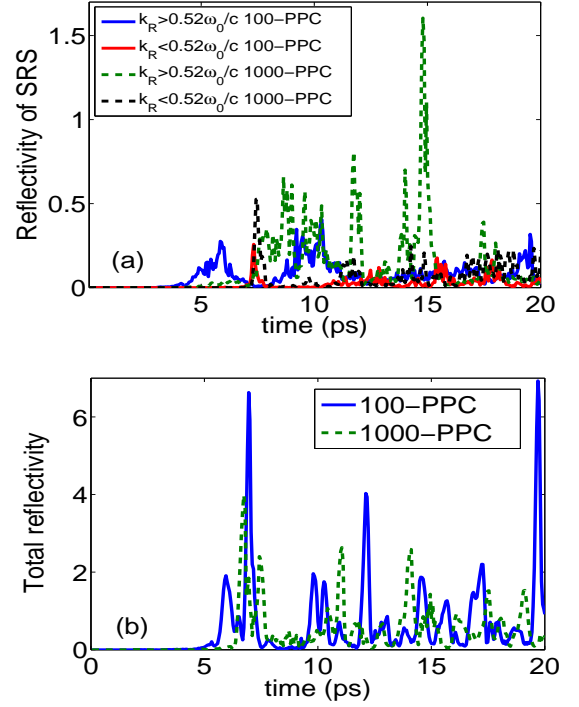 k_R>0.52ω_0/c 100−PPC
k_R<0.52ω_0/c 100−PPC
k_R>0.52ω_0/c 1000−PPC
k_R<0.52ω_0/c 1000−PPC
Reflectivity of SRS
1.5
1
0.5
0
(a)
5 10 15 20
time (ps)
100−PPC
1000−PPC
Total reflectivity
6
4
2
0
(b)
0 5 10 15 20
time (ps)